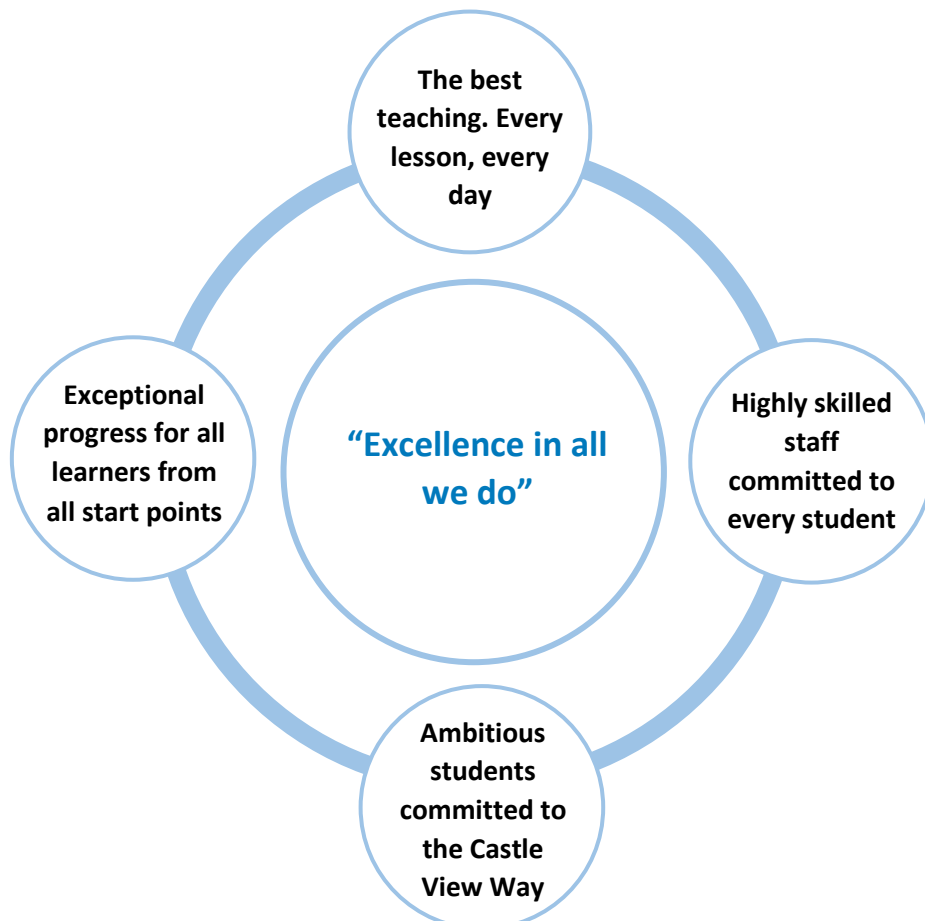 The best
teaching. Every
lesson, every
day
Exceptional
progress for all
learners from
all start points
“Excellence in all
we do”
Highly skilled
staff
committed to
every student
Ambitious
students
committed to
the Castle
View Way